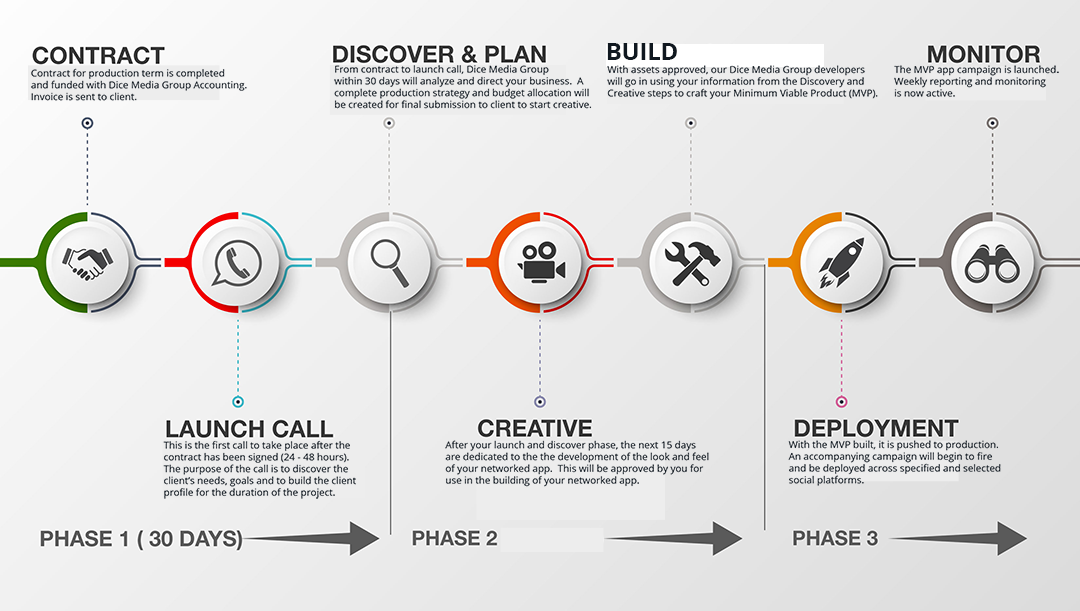 CONTRACT
Contract for production term is completed
and funded with Dice Media Group Accounting.
Invoice is sent to client.
DISCOVER & PLAN
From contract to launch call, Dice Media Group
within 30 days will analyze and direct your business. A
complete production strategy and budget allocation will
be created for final submission to client to start creative.
BUILD
With assets approved, our Dice Media Group developers
will go in using your information from the Discovery and
Creative steps to craft your Minimum Viable Product (MVP).
MONITOR
The MVP app campaign is launched.
Weekly reporting and monitoring
is now active.
LAUNCH CALL
This is the first call to take place after the
contract has been signed (24 - 48 hours).
The purpose of the call is to discover the
client's needs, goals and to build the client
profile for the duration of the project.
CREATIVE
After your launch and discover phase, the next 15 days
are dedicated to the the development of the look and feel
of your networked app. This will be approved by you for
use in the building of your networked app.
DEPLOYMENT
With the MVP built, it is pushed to production.
An accompanying campaign will begin to fire
and be deployed across specified and selected
social platforms.
PHASE 1 ( 30 DAYS)
PHASE 2
PHASE 3